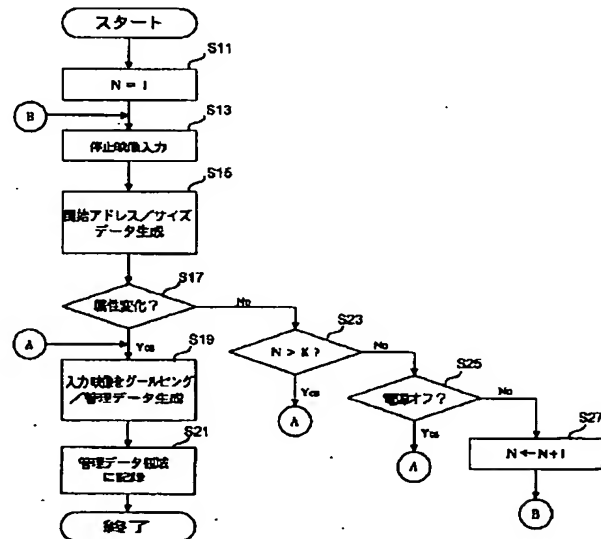 スタート
S11
N = 1
B
S13
停止映像入力
S15
開始アドレス／サイズ
データ生成
S17
属性変化？
No
S23
A
Yes
S19
N > K ?
No
S25
入力映像をグールピング
／管理データ生成
Yes
電源オフ？
No
S21
A
Yes
S27
管理データ領域
に記録
A
N←N+1
終了
B